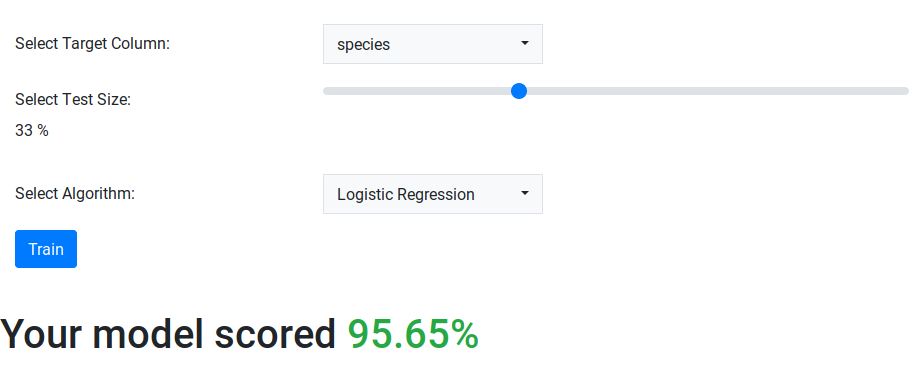 Select Target Column:
species
Select Test Size:
33 %
Select Algorithm:
Logistic Regression
Train
Your model scored 95.65%